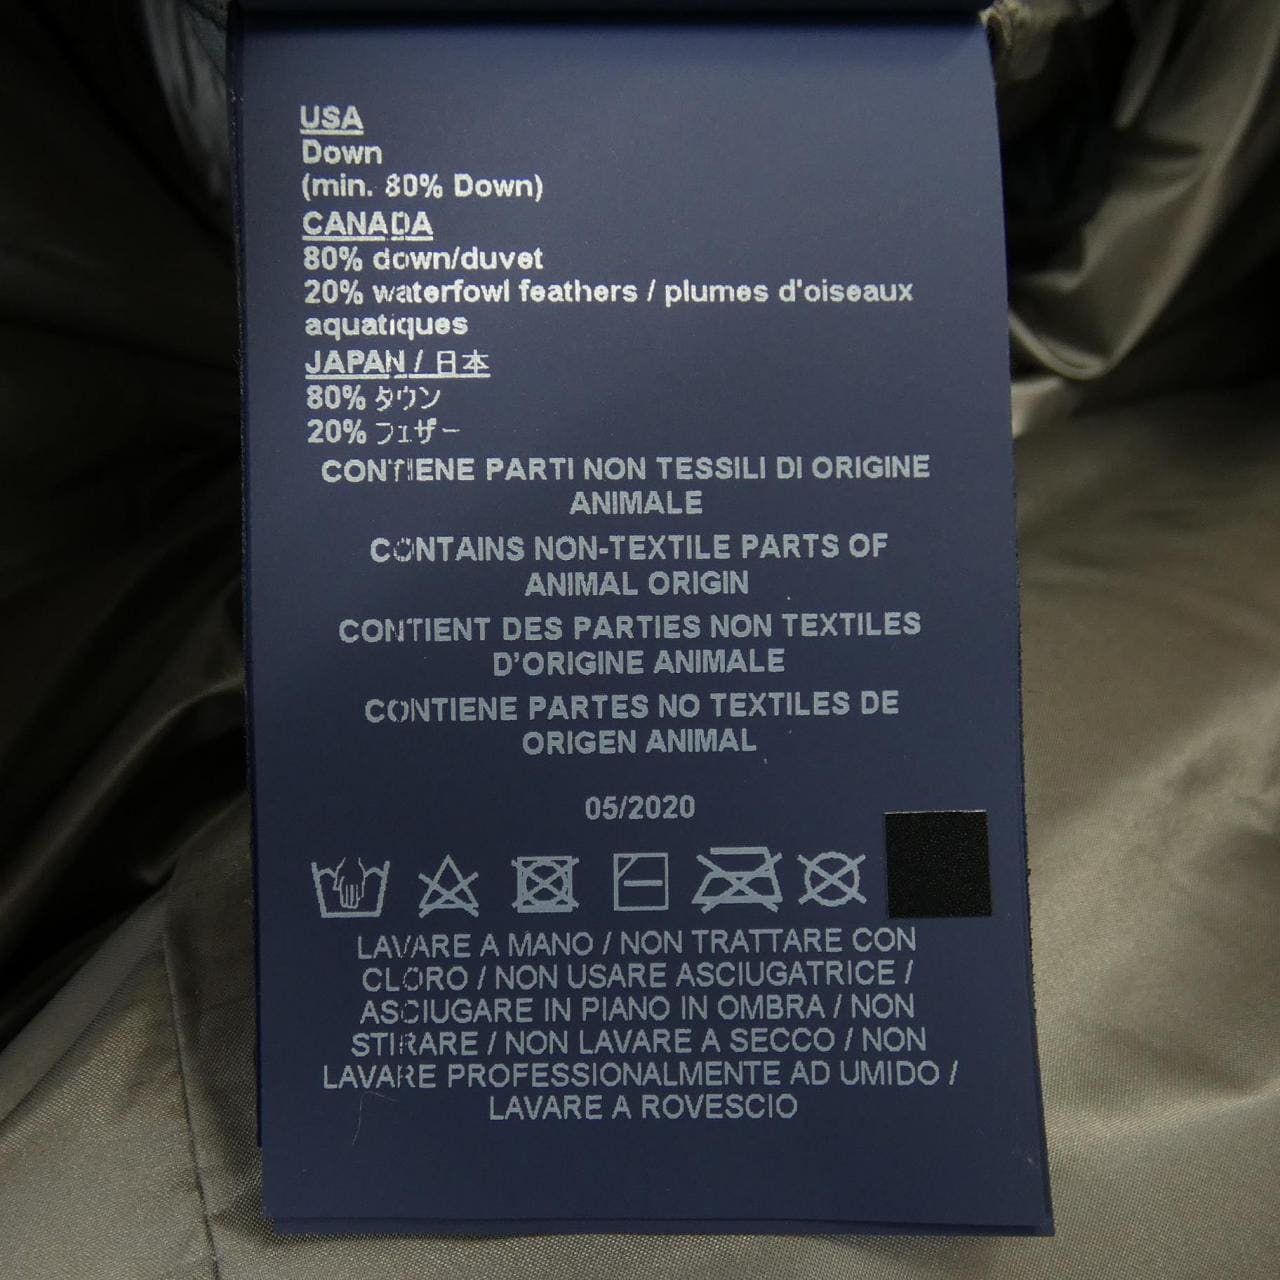 USA
Down
(min. 80% Down)
CANADA
80% down/duvet
20% waterfowl feathers / plumes d'oiseaux
aquatiques
JAPAN / 日本
80% ダウン
20% フェザー
CONTIENE PARTI NON TESSILI DI ORIGINE
ANIMALE
CONTAINS NON-TEXTILE PARTS OF
ANIMAL ORIGIN
CONTIENT DES PARTIES NON TEXTILES
D’ORIGINE ANIMALE
CONTIENE PARTES NO TEXTILES DE
ORIGEN ANIMAL
05/2020
LAVARE A MANO / NON TRATTARE CON
CLORO / NON USARE ASCIUGATRICE /
ASCIUGARE IN PIANO IN OMBRA / NON
STIRARE / NON LAVARE A SECCO / NON
LAVARE PROFESSIONALMENTE AD UMIDO /
LAVARE A ROVESCIO